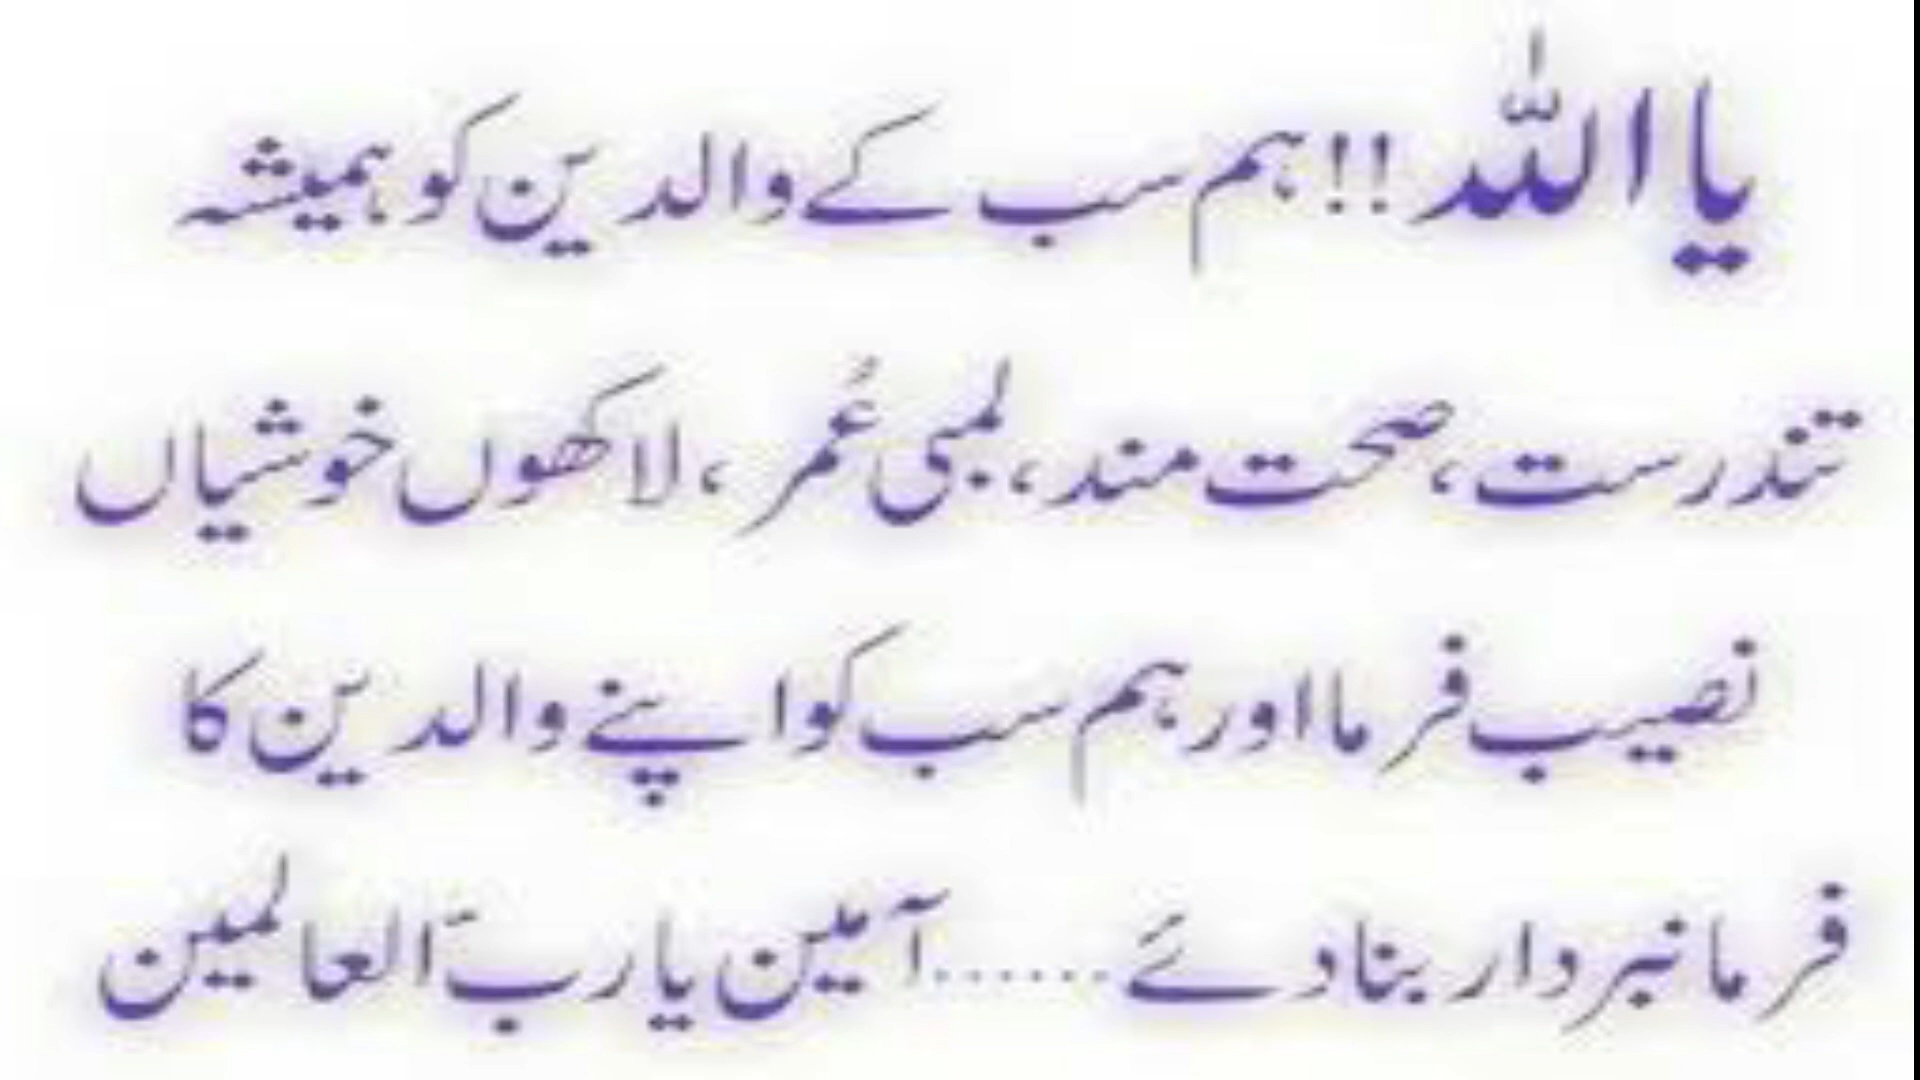 یا اللہ !! ہم سب کے والدین کو ہمیشہ
تندرست، صحت مند، لمبی عُمر، لاکھوں خوشیاں
نصیب فرما اور ہم سب کو اپنے والدین کا
فرمانبردار بنا دئے ......آمین یا ربَ العالمین